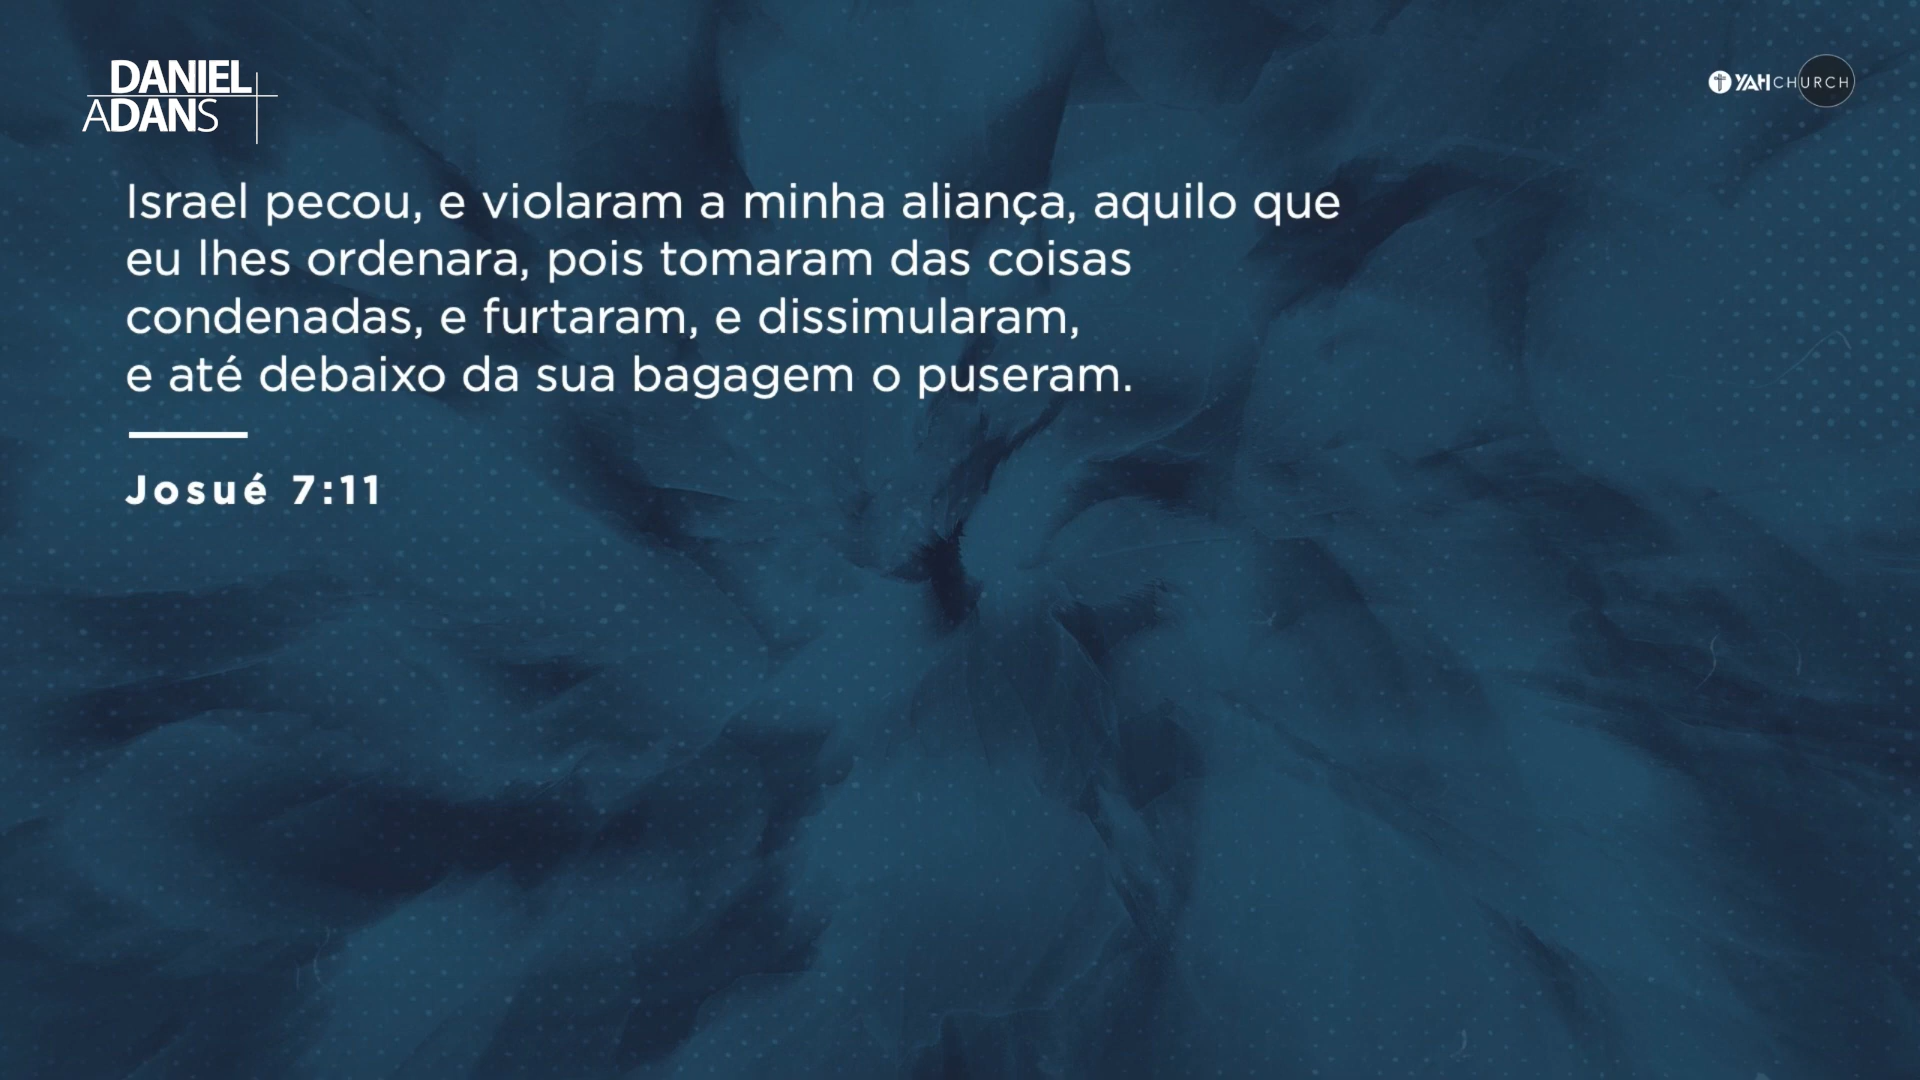 DANIEL
ADANS
YAH CHURCH
Israel pecou, e violaram a minha aliança, aquilo que
eu lhes ordenara, pois tomaram das coisas
condenadas, e furtaram, e dissimularam,
e até debaixo da sua bagagem o puseram.
Josué 7:11